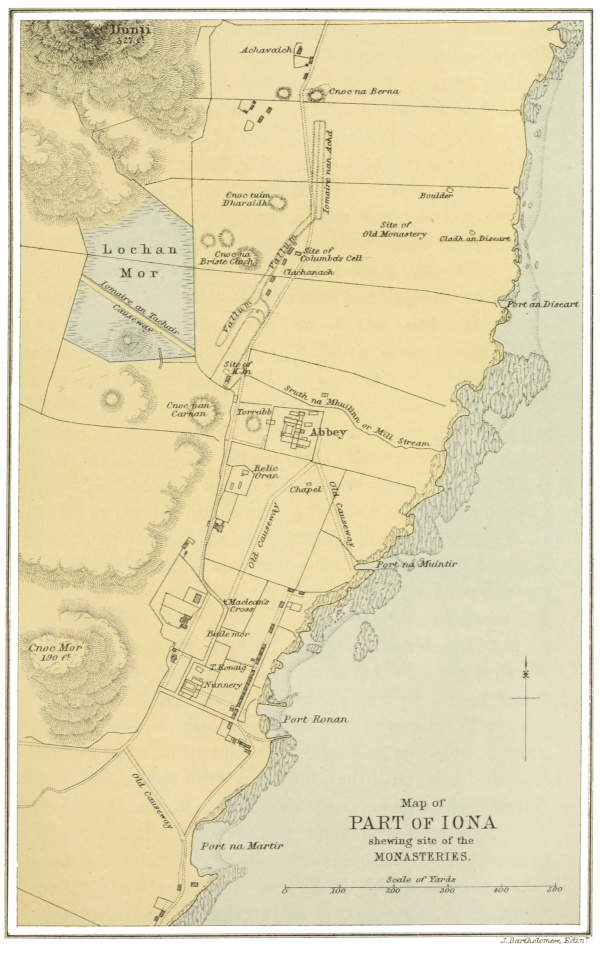 Dunii
327 ft.
Achavaich
Cnoc na Berna
Iomaire nan Achd
Cnoc tuim
Dharaidh
Boulder
Site of
Old Monastery
Cladh an Diseart
Lochan
Mor
Cnoc na
Briste Clach
Vallum
Site of
Columba's Cell
Clachanach
Iomaire an Tachair
Causeway
Vallum
Port an Diseart
Site of
Kiln
Sruth na Mhuilinn or Mill Stream
Cnoc nan
Carnan
Torrabb
Abbey
Relic
Oran
Chapel
Old Causeway
Old Causeway
Port na Muintir
Maclean's
Cross
Baile mor
Cnoc Mor
190 ft.
T. Ronaig
Nunnery
Port Ronan
Old Causeway
Port na Martir
Map of
PART OF IONA
shewing site of the
MONASTERIES.
Scale of Yards
0 100 200 300 400 500
J. Bartholomew, Edinr.